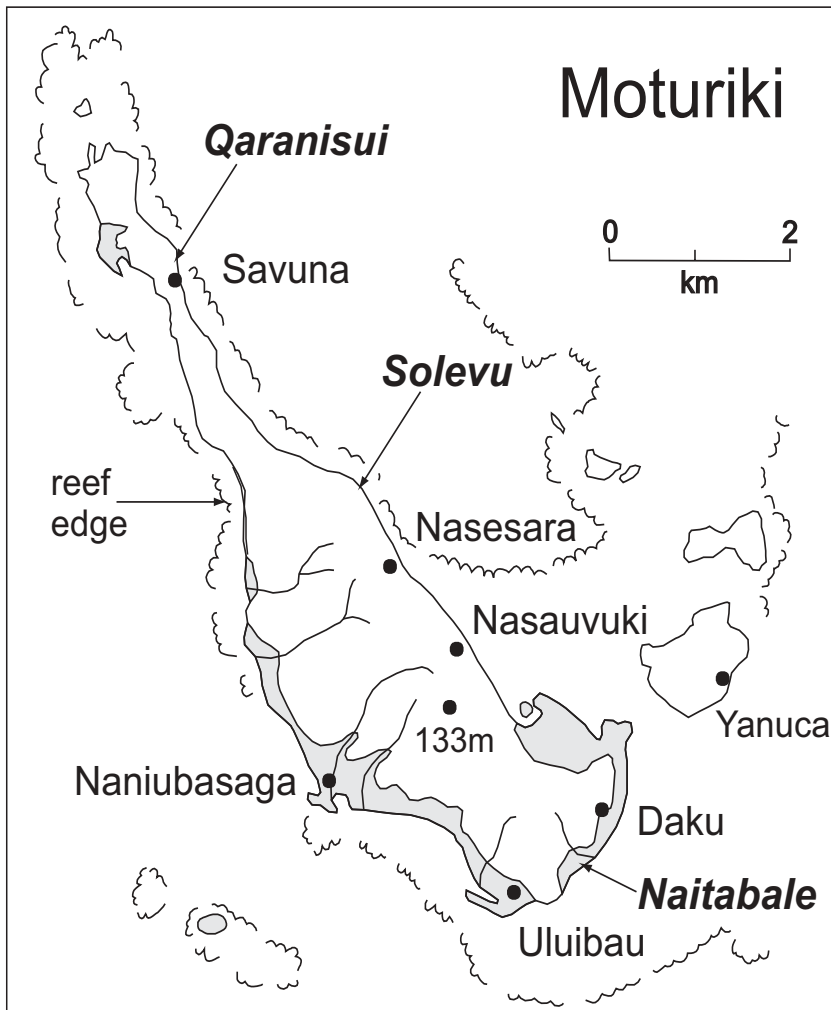 Moturiki
Qaranisui
0 2
km
Savuna
Solevu
reef
edge
Nasesara
Nasauvuki
Yanuca
133m
Naniubasaga
Daku
Naitabale
Uluibau